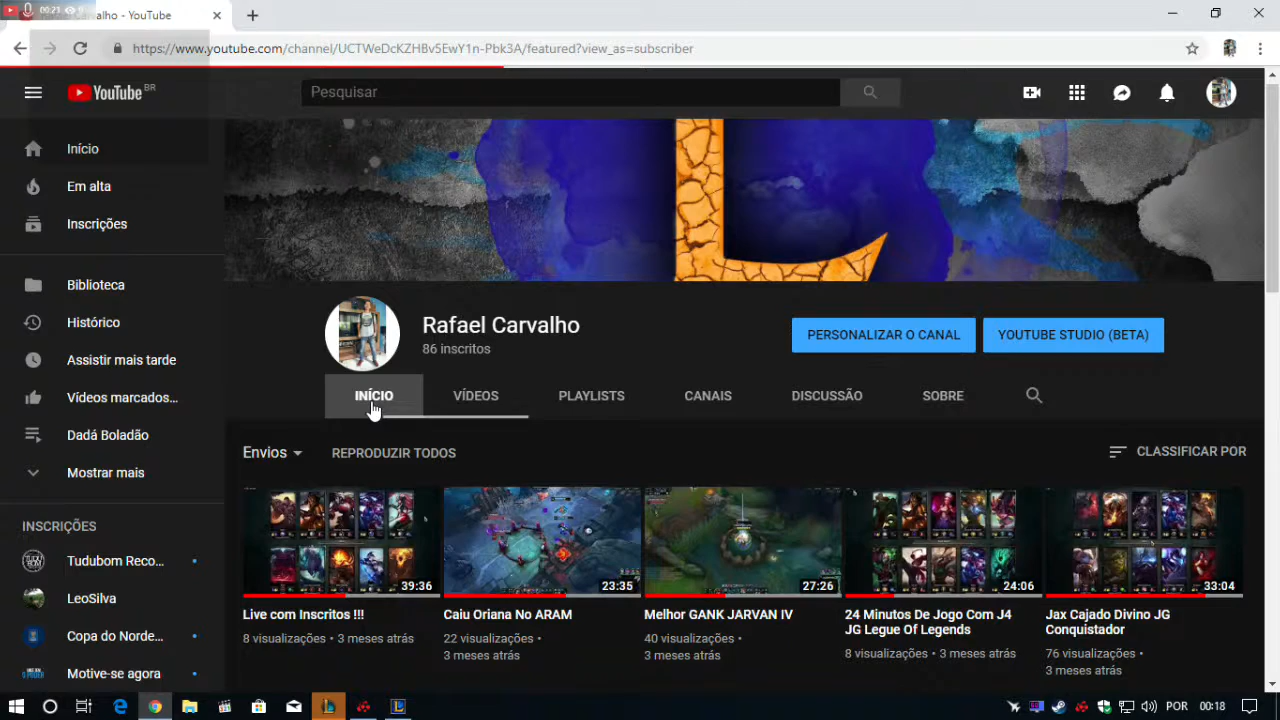 00:23
Carvalho - YouTube
https://www.youtube.com/channel/UCTWeDcKZHBv5EwY1n-Pbk3A/featured?view_as=subscriber
YouTube BR
Pesquisar
Início
Em alta
Inscrições
Biblioteca
Histórico
Assistir mais tarde
Vídeos marcados...
Dadá Boladão
Mostrar mais
INSCRIÇÕES
Tudubom Reco...
LeoSilva
Copa do Norde...
Motive-se agora
L
Rafael Carvalho
86 inscritos
PERSONALIZAR O CANAL
YOUTUBE STUDIO (BETA)
INÍCIO VÍDEOS PLAYLISTS CANAIS DISCUSSÃO SOBRE
Envios REPRODUZIR TODOS CLASSIFICAR POR
39:36
Live com Inscritos !!!
8 visualizações • 3 meses atrás
23:35
Caiu Oriana No ARAM
22 visualizações •
3 meses atrás
27:26
Melhor GANK JARVAN IV
40 visualizações •
3 meses atrás
24:06
24 Minutos De Jogo Com J4
JG Legue Of Legends
8 visualizações • 3 meses atrás
33:04
Jax Cajado Divino JG
Conquistador
76 visualizações •
3 meses atrás
POR 00:18